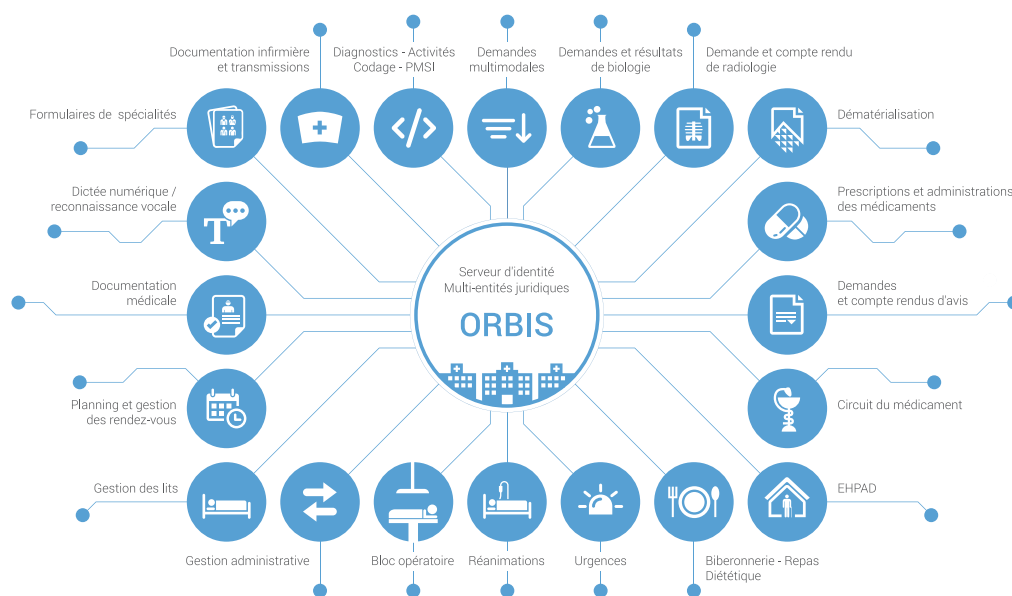 Documentation infirmière
et transmissions
Diagnostics - Activités
Codage - PMSI
Demandes
multimodales
Demandes et résultats
de biologie
Demande et compte rendu
de radiologie
Formulaires de spécialités
Dématérialisation
Dictée numérique /
reconnaissance vocale
Prescriptions et administrations
des médicaments
Documentation
médicale
Serveur d'identité
Multi-entités juridiques
ORBIS
Demandes
et compte rendus d'avis
Planning et gestion
des rendez-vous
Circuit du médicament
Gestion des lits
EHPAD
Gestion administrative
Bloc opératoire
Réanimations
Urgences
Biberonnerie - Repas
Diététique